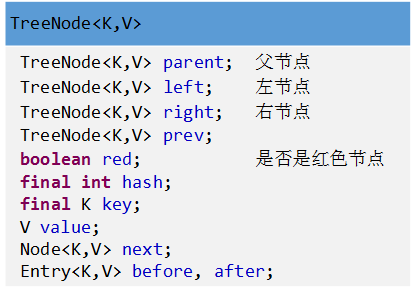 TreeNode<K,V>
TreeNode<K,V> parent; 父节点
TreeNode<K,V> left; 左节点
TreeNode<K,V> right; 右节点
TreeNode<K,V> prev;
boolean red; 是否是红色节点
final int hash;
final K key;
V value;
Node<K,V> next;
Entry<K,V> before, after;